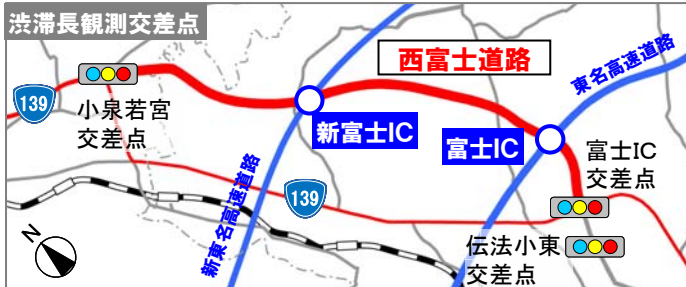 渋滞長観測交差点
西富士道路
東名高速道路
139
小泉若宮
交差点
新富士IC
富士IC
富士IC
交差点
新東名高速道路
139
伝法小東
交差点
N